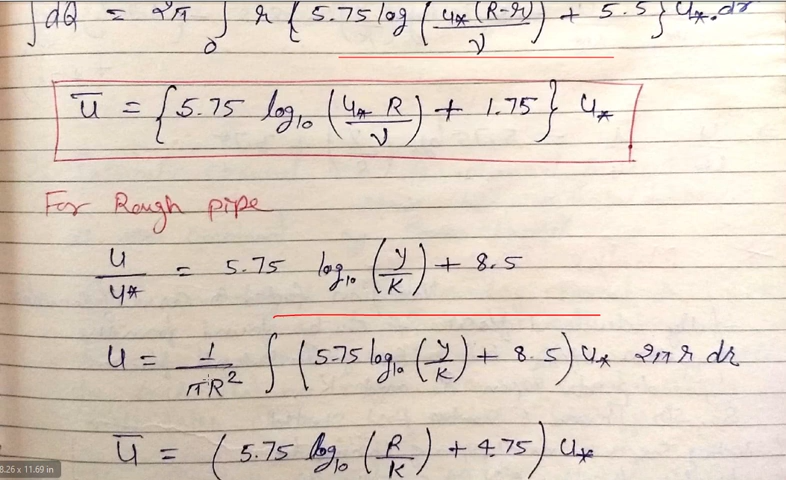 ∫dQ = 2π ∫₀ r { 5.75 log ( u* (R-r) / ν ) + 5.5 } u* dr
ū = { 5.75 log₁₀ ( u* R / ν ) + 1.75 } u*
For Rough pipe
u / u* = 5.75 log₁₀ ( y / K ) + 8.5
u = 1 / πR² ∫ ( 5.75 log₁₀ ( y / K ) + 8.5 ) u* 2π r dr
ū = ( 5.75 log₁₀ ( R / K ) + 4.75 ) u*
8.26 x 11.69 in